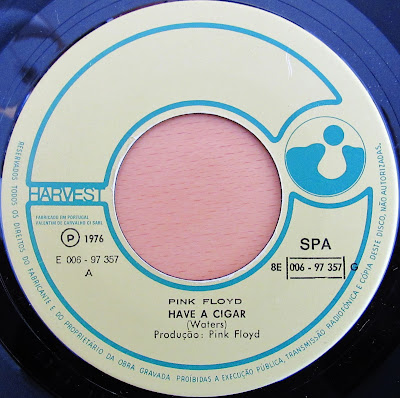 HARVEST
FABRICADO EM PORTUGAL
VALENTIM DE CARVALHO CI SARL
P 1976
E 006 - 97 357
A
SPA
8E 006 - 97 357 G
PINK FLOYD
HAVE A CIGAR
(Waters)
Produção: Pink Floyd
RESERVADOS TODOS OS DIREITOS DO FABRICANTE E DO PROPRIETÁRIO DA OBRA GRAVADA. PROIBIDAS A EXECUÇÃO PÚBLICA, TRANSMISSÃO RADIOFÓNICA E CÓPIA DESTE DISCO, NÃO AUTORIZADAS.